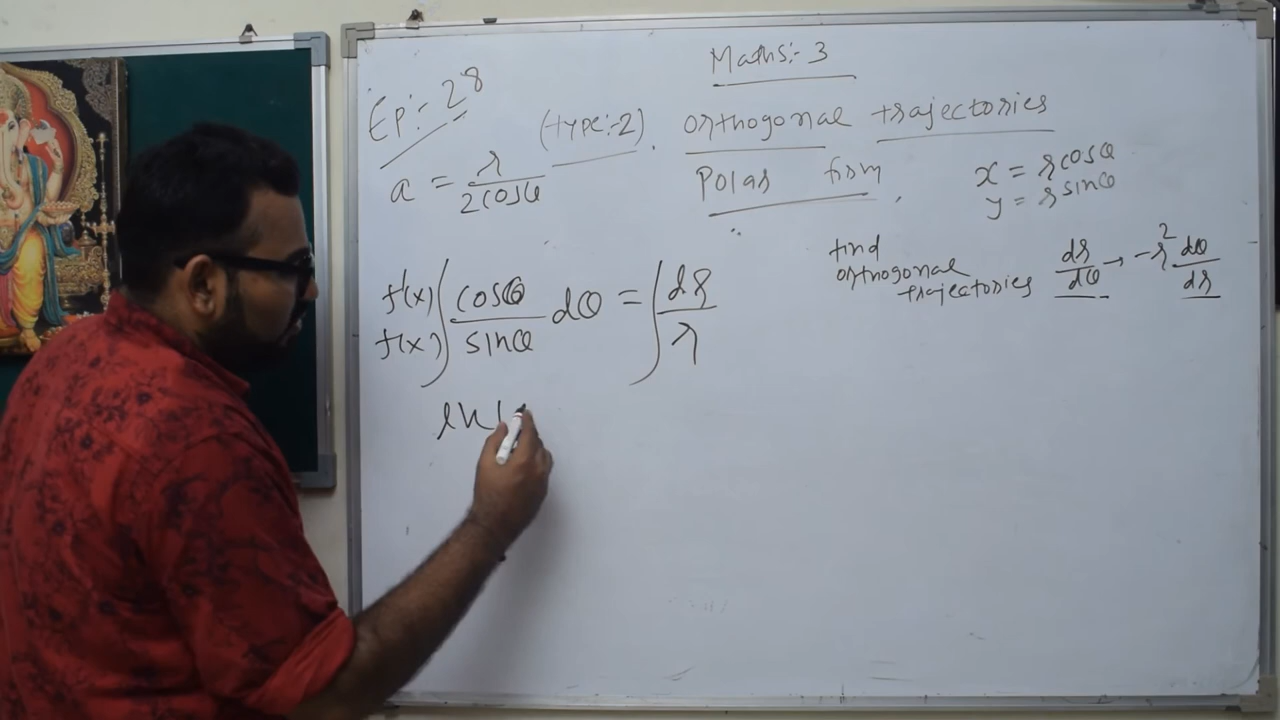 Maths:- 3
Ep:- 28
(type:-2). orthogonal trajectories
Polar firm
a = r / 2cosθ
x = r cosθ
y = r sinθ
find orthogonal trajectories dr/dθ → -r² dθ/dr
f'(x) / f(x) ∫ cosθ / sinθ dθ = ∫ dr / r
ln